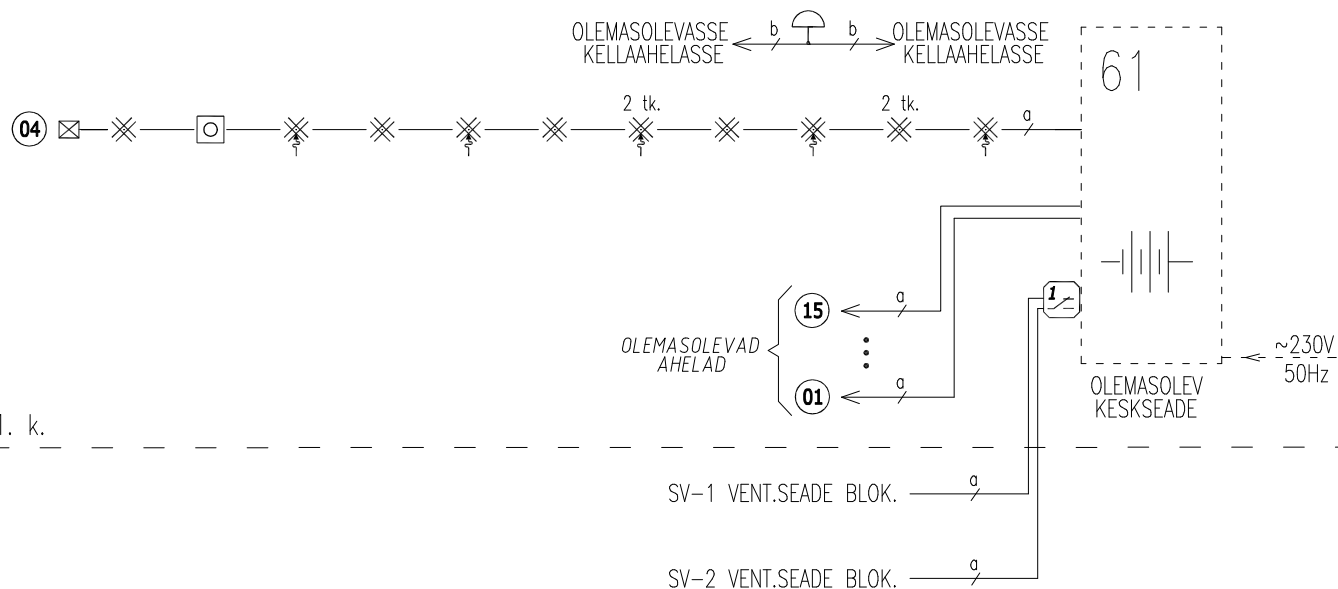 OLEMASOLEVASSE
KELLAAHELASSE
b
b
OLEMASOLEVASSE
KELLAAHELASSE
61
04
2 tk.
2 tk.
a
15
a
OLEMASOLEVAD
AHELAD
01
a
1
~230V
50Hz
OLEMASOLEV
KESKSEADE
k.
SV-1 VENT.SEADE BLOK.
a
SV-2 VENT.SEADE BLOK.
a